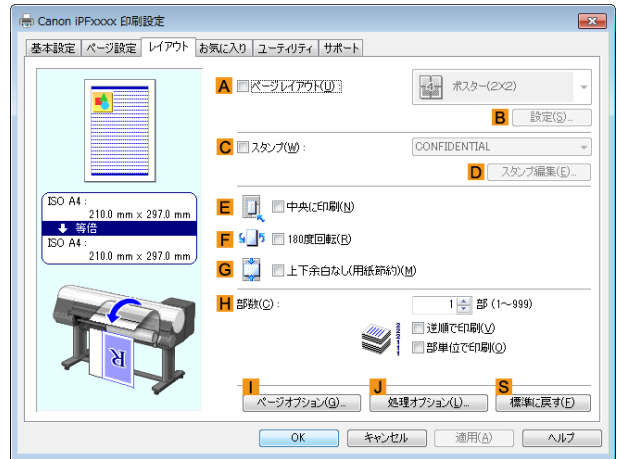 Canon iPFxxxx 印刷設定
基本設定 ページ設定 レイアウト お気に入り ユーティリティ サポート
A ページレイアウト(U) : 4 ポスター(2×2)
B 設定(S)...
C スタンプ(W) : CONFIDENTIAL
D スタンプ編集(E)...
ISO A4 :
210.0 mm × 297.0 mm
等倍
ISO A4 :
210.0 mm × 297.0 mm
E 中央に印刷(N)
F 180度回転(R)
G 上下余白なし(用紙節約)(M)
H 部数(C) : 1 部 (1~999)
逆順で印刷(V)
部単位で印刷(O)
R
I J S
ページオプション(G)... 処理オプション(L)... 標準に戻す(F)
OK キャンセル 適用(A) ヘルプ